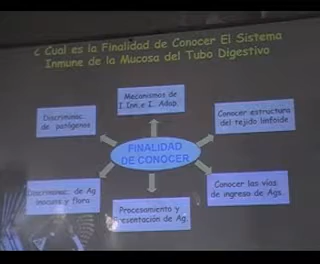 ¿ Cual es la Finalidad de Conocer El Sistema
Inmune de la Mucosa del Tubo Digestivo
Mecanismos de
I. Inn. e I. Adap.
Discriminac.
de patógenos
Conocer estructura
del tejido linfoide
FINALIDAD
DE CONOCER
Discriminac. de Ag
inocuos y flora
Conocer las vías
de ingreso de Ags.
Procesamiento y
Presentación de Ag.